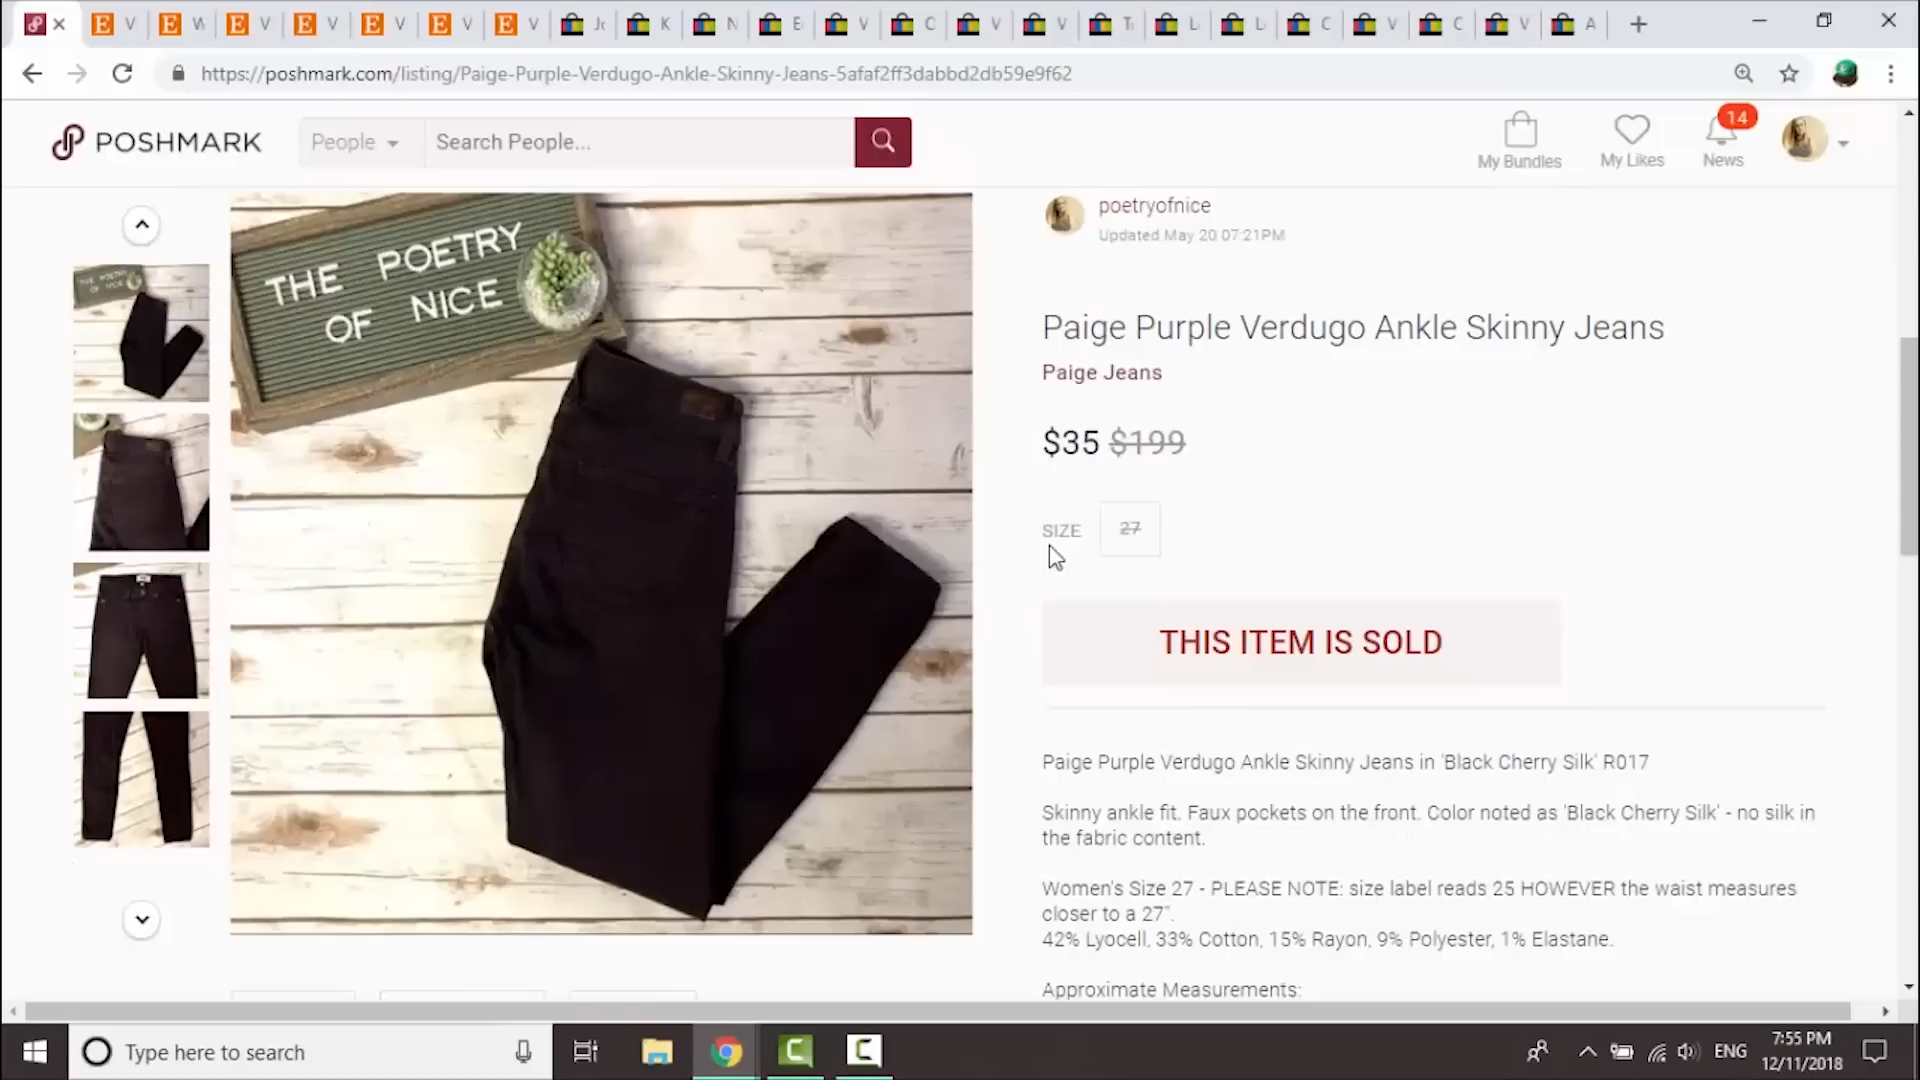 V V V V V V V Jc K N E V C V V Tc L L C V C V A
https://poshmark.com/listing/Paige-Purple-Verdugo-Ankle-Skinny-Jeans-5afaf2ff3dabbd2db59e9f62
POSHMARK
People
Search People...
My Bundles
My Likes
14
News
THE POETRY
OF NICE
poetryofnice
Updated May 20 07:21PM
Paige Purple Verdugo Ankle Skinny Jeans
Paige Jeans
$35 $199
SIZE 27
THIS ITEM IS SOLD
Paige Purple Verdugo Ankle Skinny Jeans in 'Black Cherry Silk' R017
Skinny ankle fit. Faux pockets on the front. Color noted as 'Black Cherry Silk' - no silk in
the fabric content.
Women's Size 27 - PLEASE NOTE: size label reads 25 HOWEVER the waist measures
closer to a 27".
42% Lyocell, 33% Cotton, 15% Rayon, 9% Polyester, 1% Elastane.
Approximate Measurements:
Type here to search
ENG
7:55 PM
12/11/2018